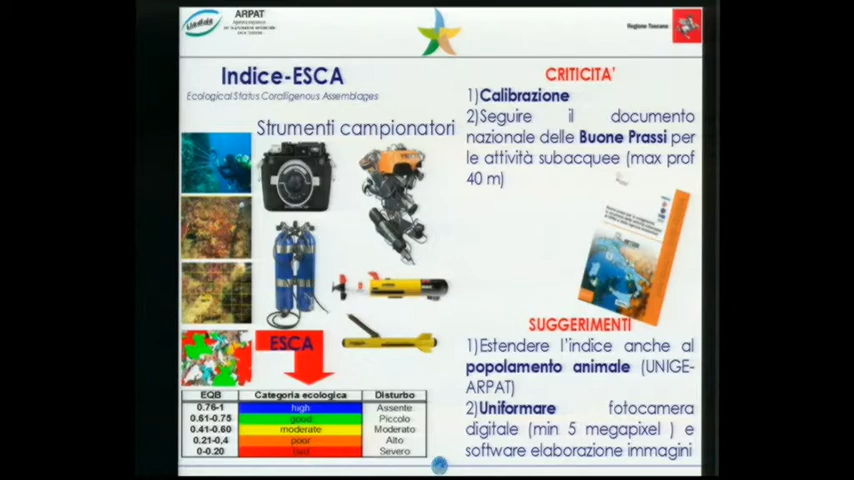 ARPAT
Regione Toscana
Indice-ESCA
Ecological Status Coralligenous Assemblages
Strumenti campionatori
ESCA
EQB Categoria ecologica Disturbo
0.76-1 high Assente
0.61-0.75 good Piccolo
0.41-0.60 moderate Moderato
0.21-0,4 poor Alto
0-0.20 bad Severo
CRITICITA'
1)Calibrazione
2)Seguire il documento
nazionale delle Buone Prassi per
le attività subacquee (max prof
40 m)
SUGGERIMENTI
1)Estendere l'indice anche al
popolamento animale (UNIGE-
ARPAT)
2)Uniformare fotocamera
digitale (min 5 megapixel ) e
software elaborazione immagini